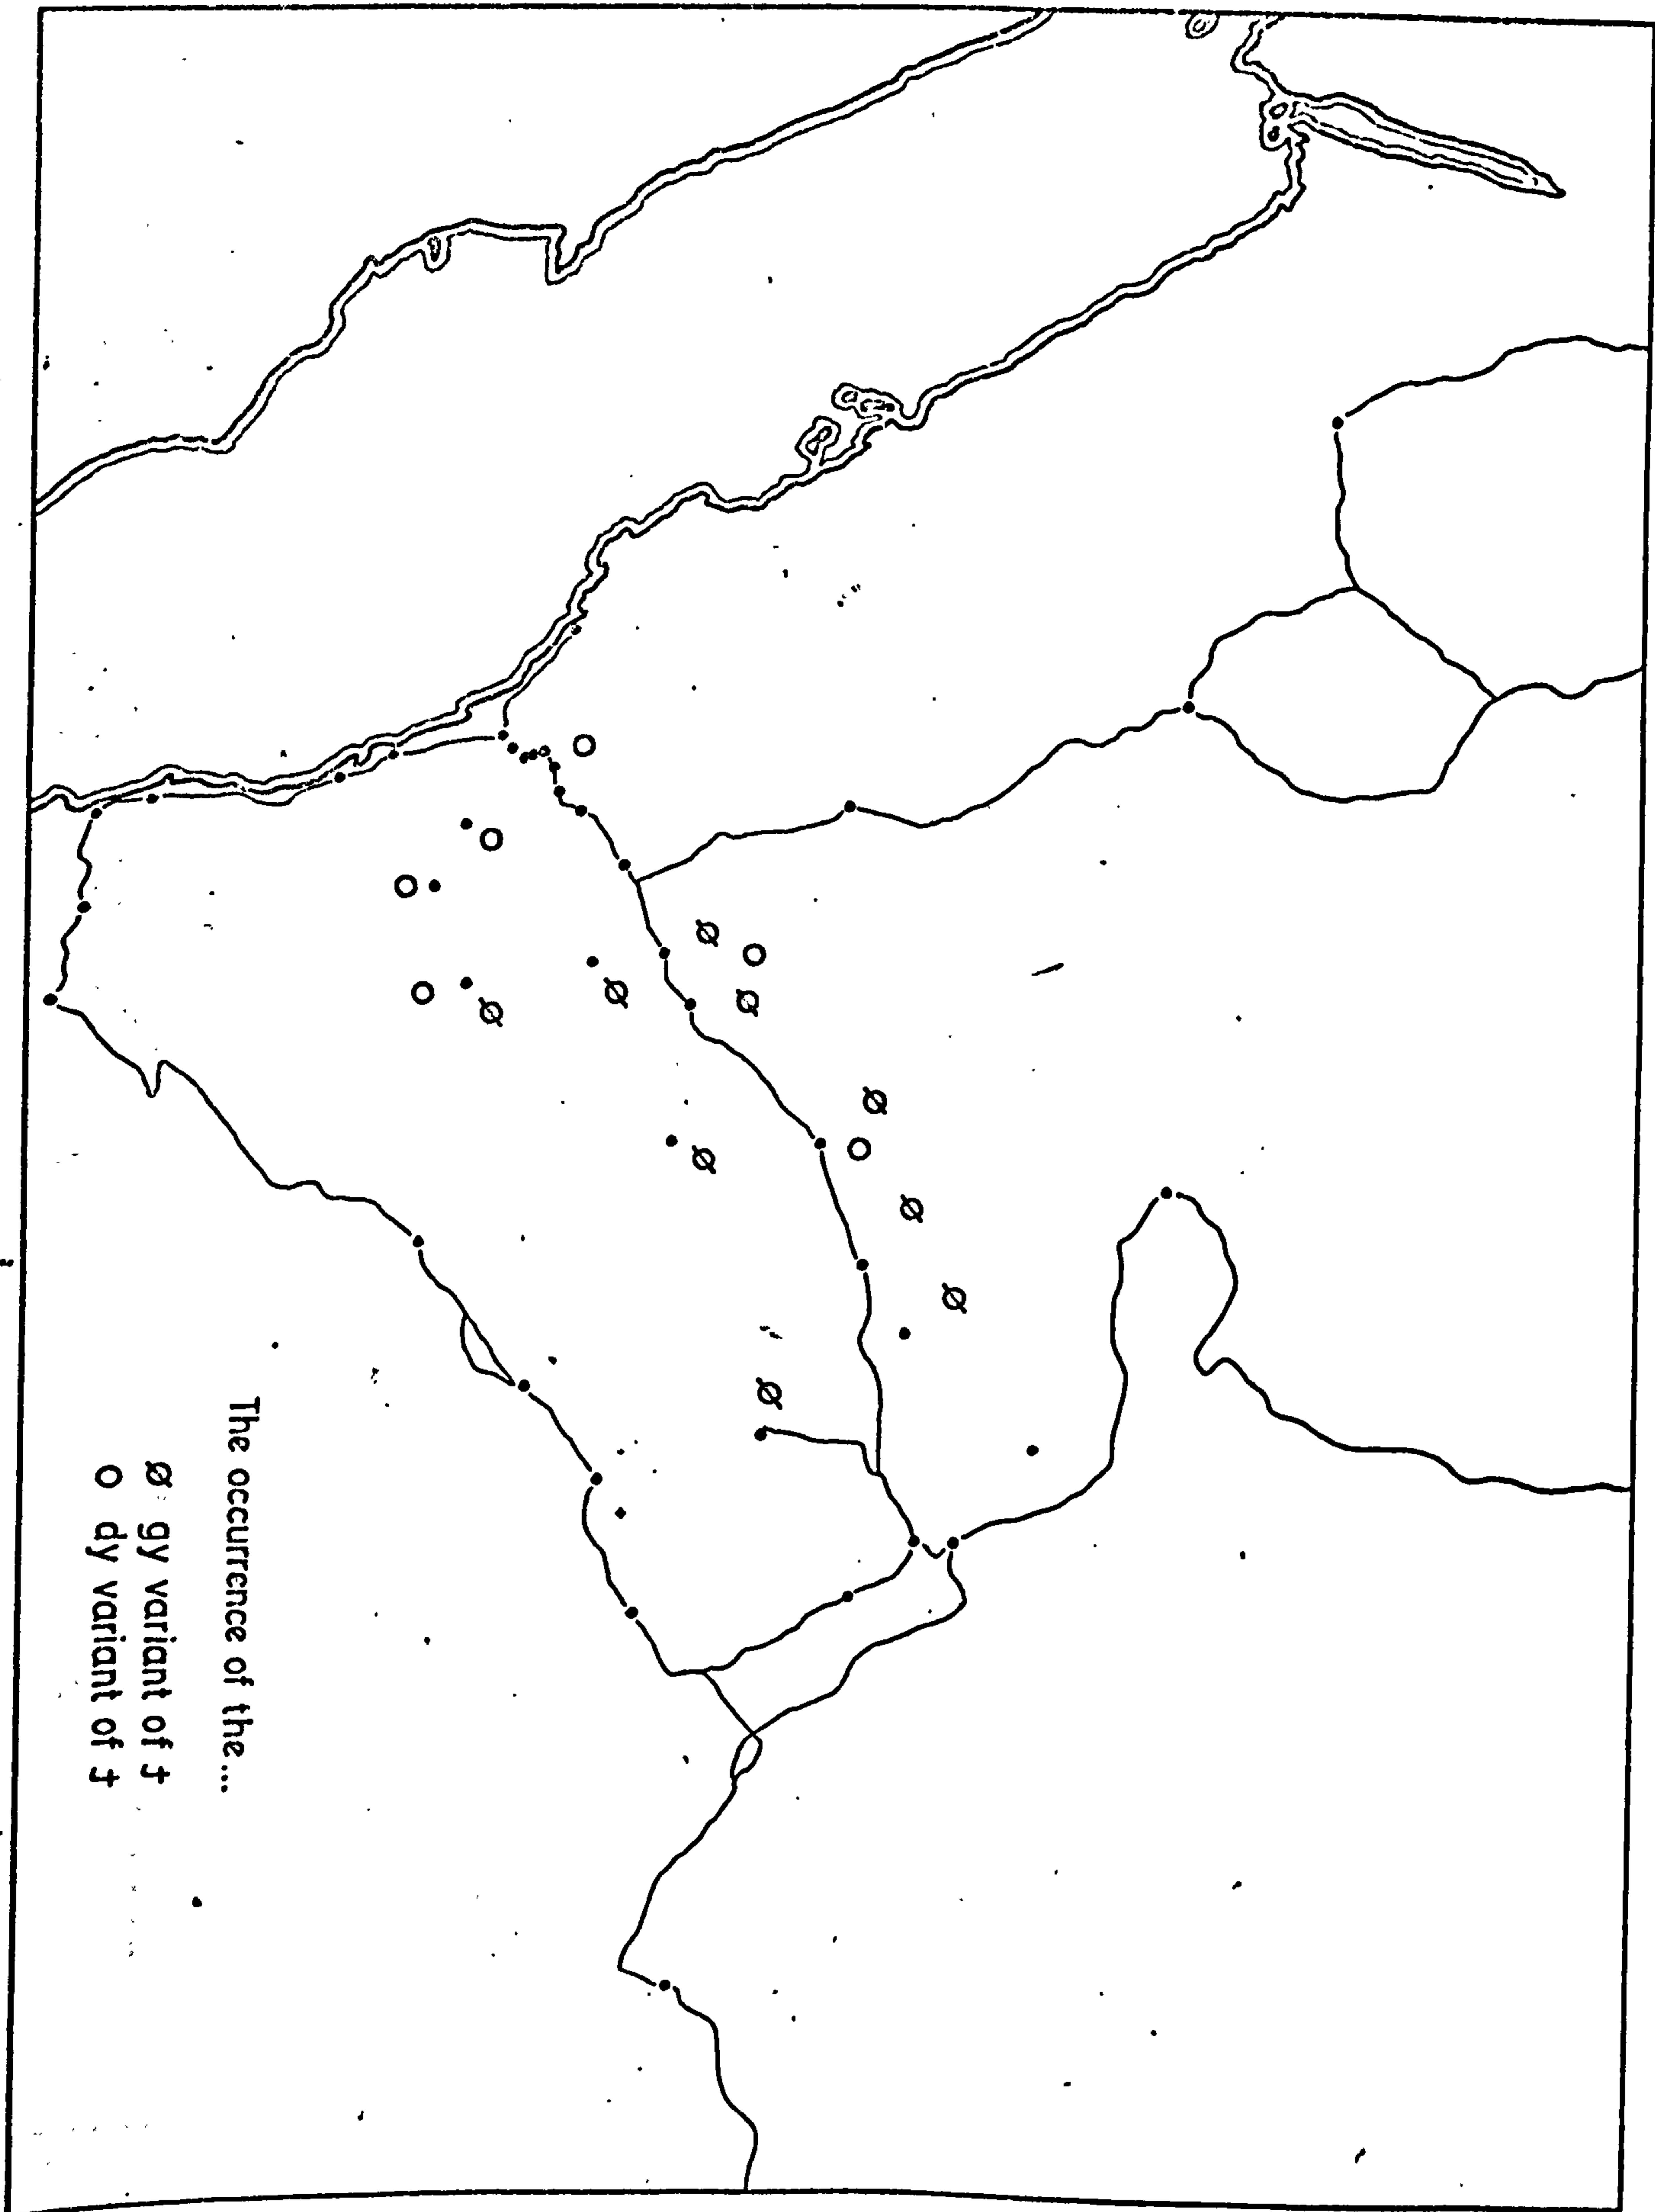 The occurrence of the....
ø gy variant of ɟ
o dy variant of ɟ